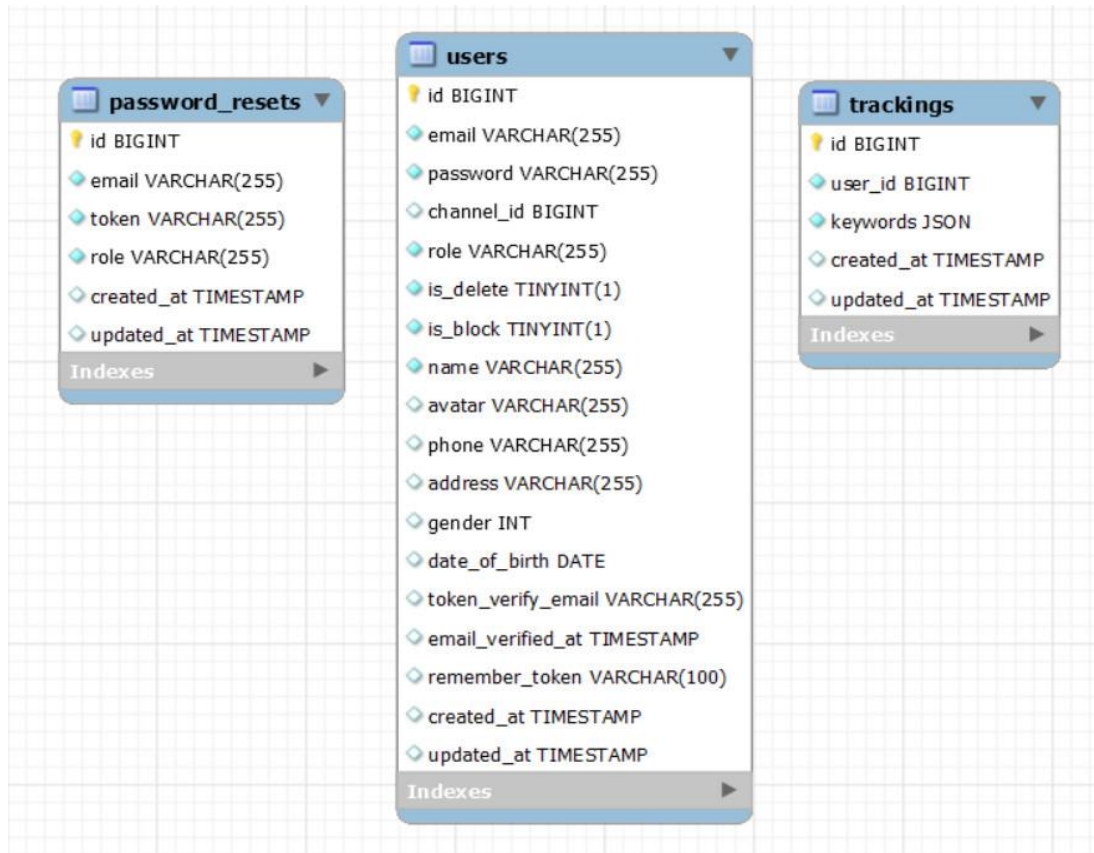 password_resets
id BIGINT
email VARCHAR(255)
token VARCHAR(255)
role VARCHAR(255)
created_at TIMESTAMP
updated_at TIMESTAMP
Indexes
users
id BIGINT
email VARCHAR(255)
password VARCHAR(255)
channel_id BIGINT
role VARCHAR(255)
is_delete TINYINT(1)
is_block TINYINT(1)
name VARCHAR(255)
avatar VARCHAR(255)
phone VARCHAR(255)
address VARCHAR(255)
gender INT
date_of_birth DATE
token_verify_email VARCHAR(255)
email_verified_at TIMESTAMP
remember_token VARCHAR(100)
created_at TIMESTAMP
updated_at TIMESTAMP
Indexes
trackings
id BIGINT
user_id BIGINT
keywords JSON
created_at TIMESTAMP
updated_at TIMESTAMP
Indexes